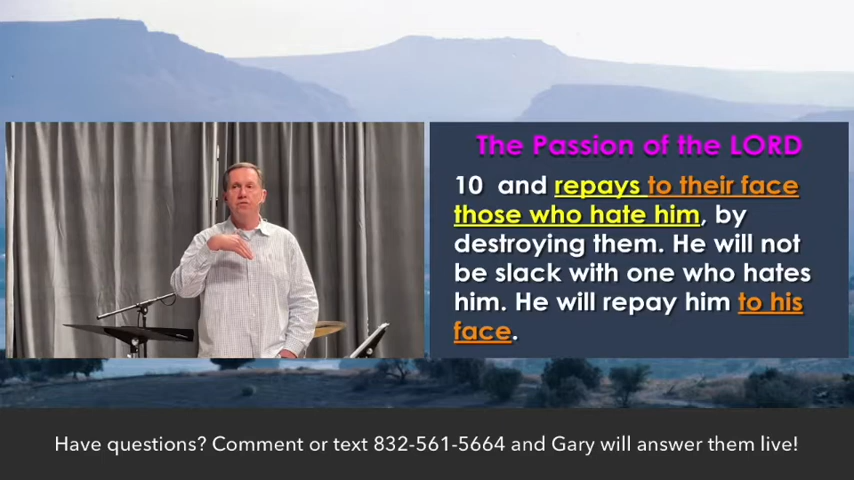 The Passion of the LORD
10  and repays to their face
those who hate him, by
destroying them. He will not
be slack with one who hates
him. He will repay him to his
face.
Have questions? Comment or text 832-561-5664 and Gary will answer them live!